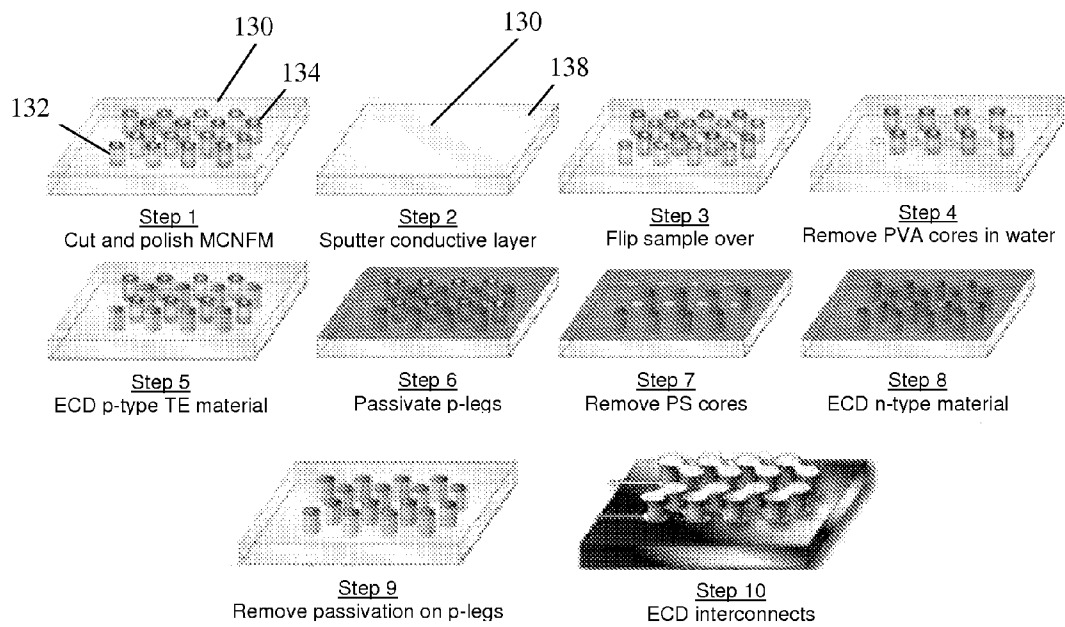 130
130
134
138
132
Step 1
Cut and polish MCNFM
Step 2
Sputter conductive layer
Step 3
Flip sample over
Step 4
Remove PVA cores in water
Step 5
ECD p-type TE material
Step 6
Passivate p-legs
Step 7
Remove PS cores
Step 8
ECD n-type material
Step 9
Remove passivation on p-legs
Step 10
ECD interconnects